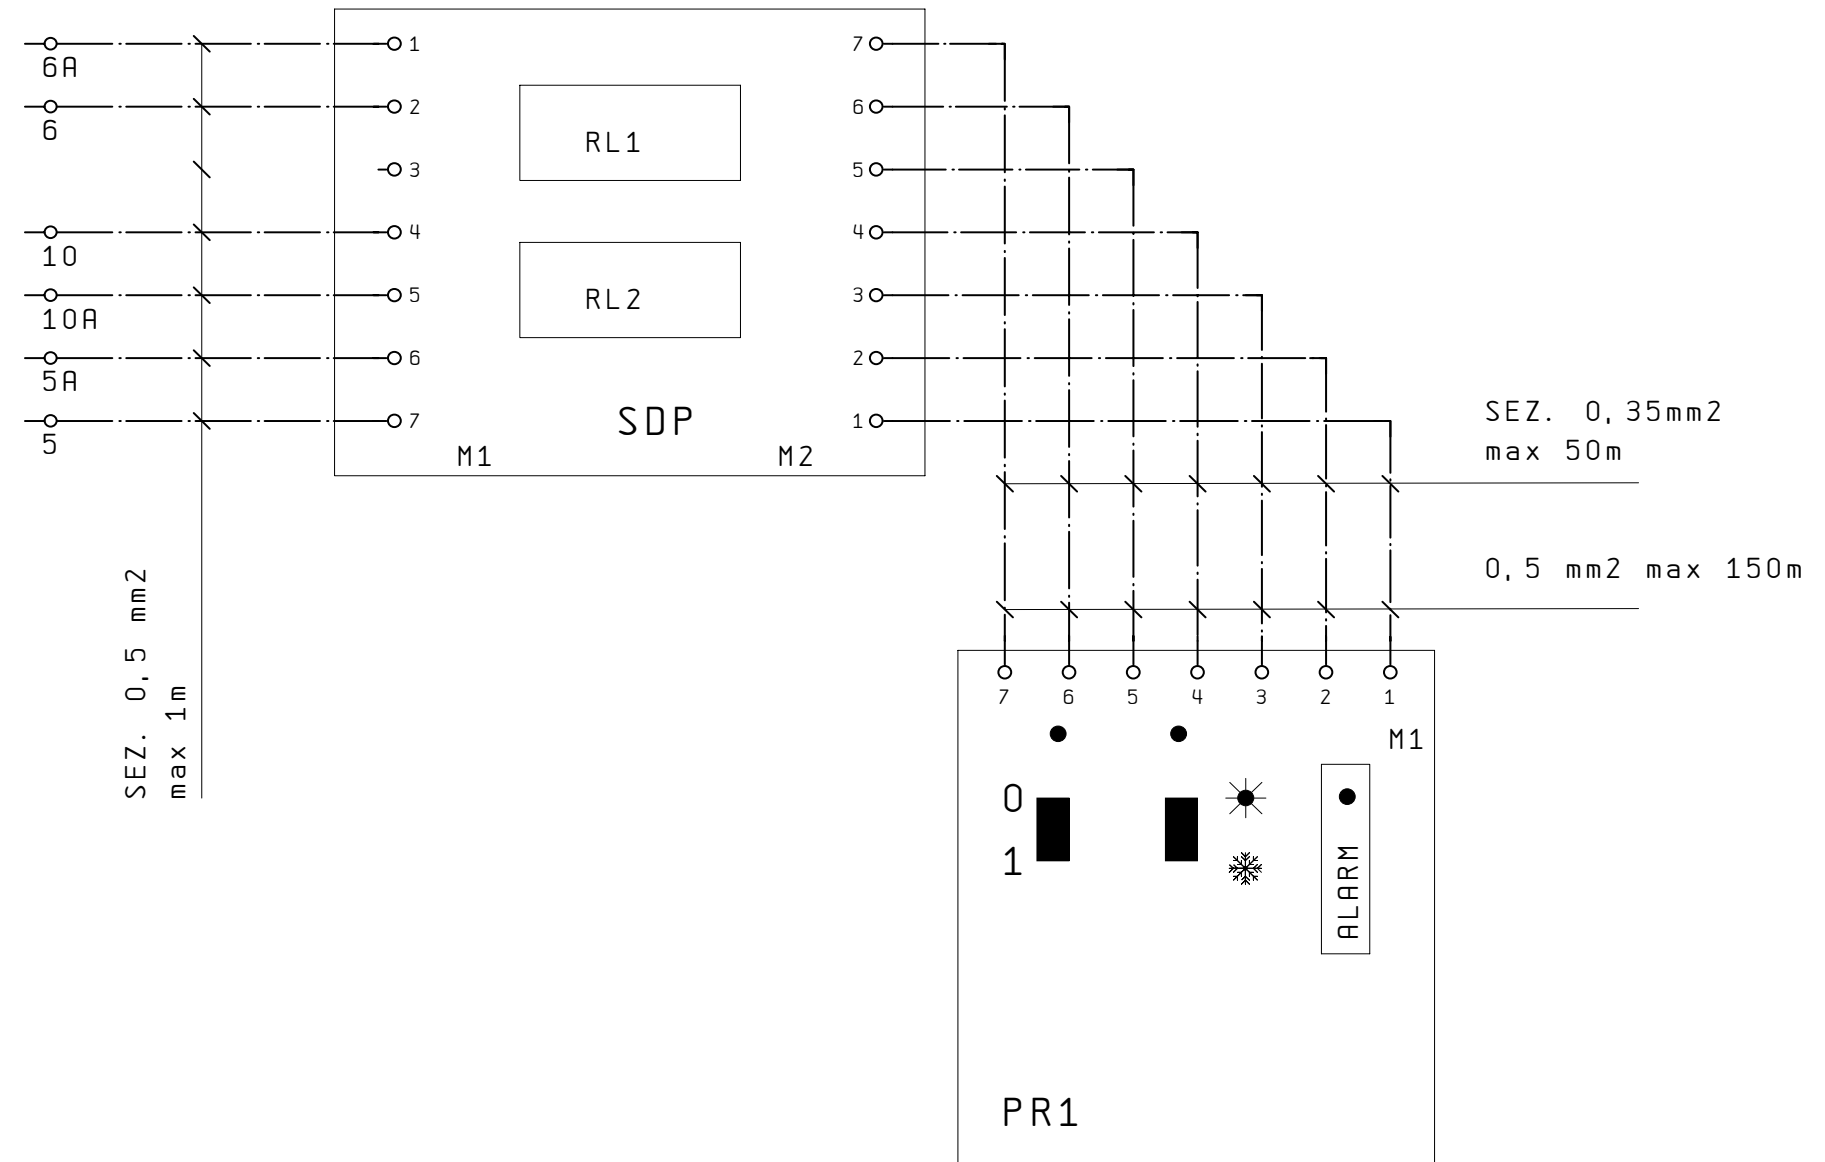 6A
6
10
10A
5A
5
SEZ. 0,5 mm2
max 1m
1
2
3
4
5
6
7
M1
RL1
RL2
SDP
M2
7
6
5
4
3
2
1
SEZ. 0,35mm2
max 50m
0,5 mm2 max 150m
7 6 5 4 3 2 1
M1
0
1
ALARM
PR1